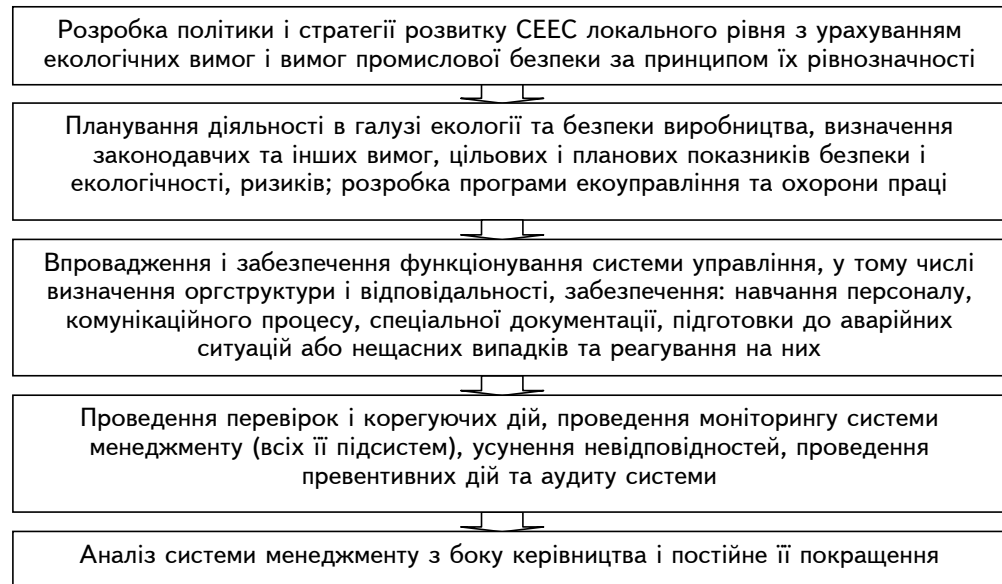 Розробка політики і стратегії розвитку СЕЕС локального рівня з урахуванням
екологічних вимог і вимог промислової безпеки за принципом їх рівнозначності
Планування діяльності в галузі екології та безпеки виробництва, визначення
законодавчих та інших вимог, цільових і планових показників безпеки і
екологічності, ризиків; розробка програми екоуправління та охорони праці
Впровадження і забезпечення функціонування системи управління, у тому числі
визначення оргструктури і відповідальності, забезпечення: навчання персоналу,
комунікаційного процесу, спеціальної документації, підготовки до аварійних
ситуацій або нещасних випадків та реагування на них
Проведення перевірок і корегуючих дій, проведення моніторингу системи
менеджменту (всіх її підсистем), усунення невідповідностей, проведення
превентивних дій та аудиту системи
Аналіз системи менеджменту з боку керівництва і постійне її покращення